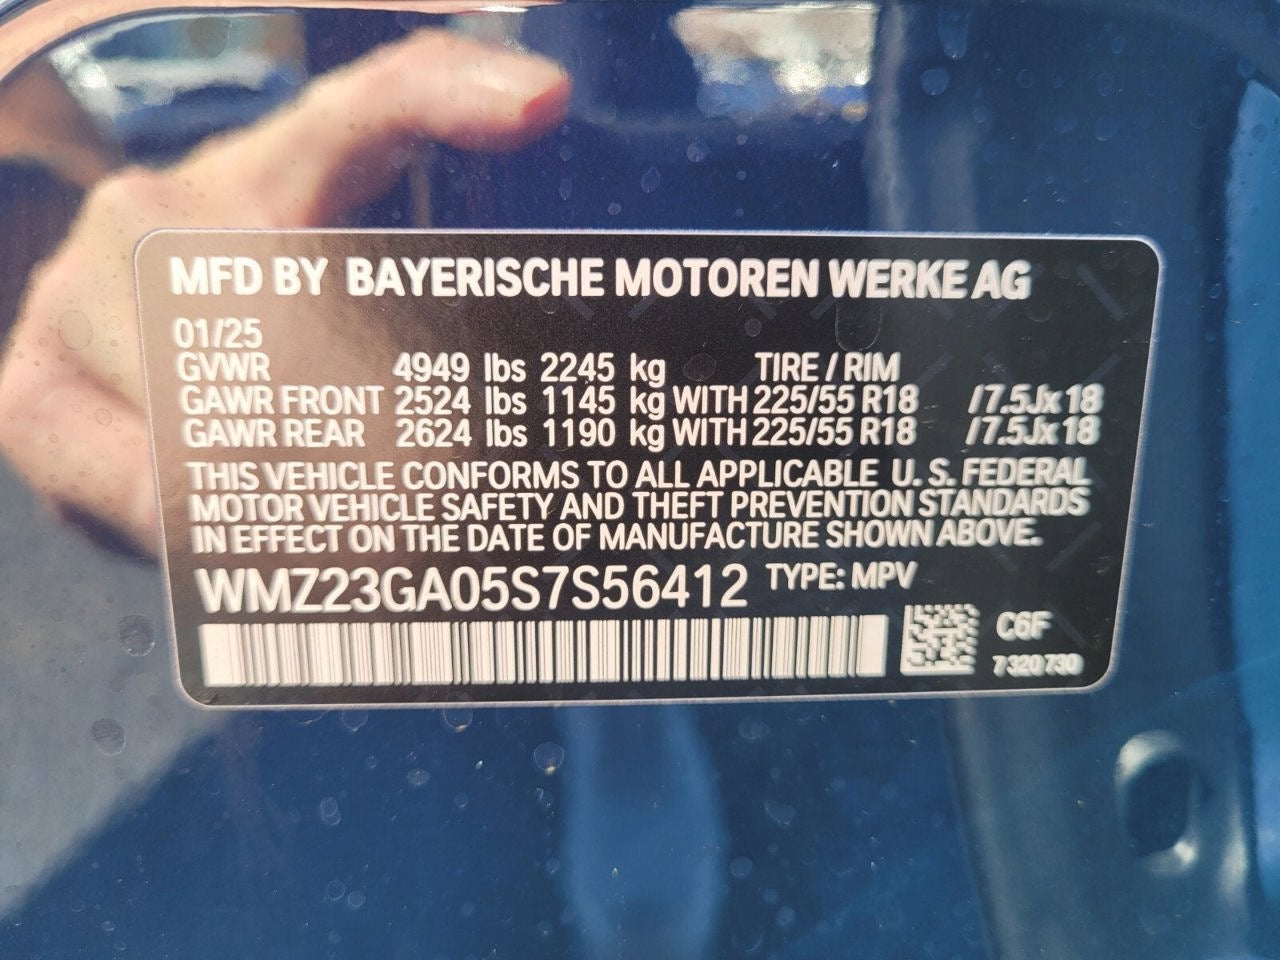 MFD BY BAYERISCHE MOTOREN WERKE AG
01/25
GVWR 4949 lbs 2245 kg TIRE / RIM
GAWR FRONT 2524 lbs 1145 kg WITH 225/55 R18 /7.5Jx18
GAWR REAR 2624 lbs 1190 kg WITH 225/55 R18 /7.5Jx18
THIS VEHICLE CONFORMS TO ALL APPLICABLE U. S. FEDERAL
MOTOR VEHICLE SAFETY AND THEFT PREVENTION STANDARDS
IN EFFECT ON THE DATE OF MANUFACTURE SHOWN ABOVE.
WMZ23GA05S7S56412 TYPE: MPV
C6F
7 320 730